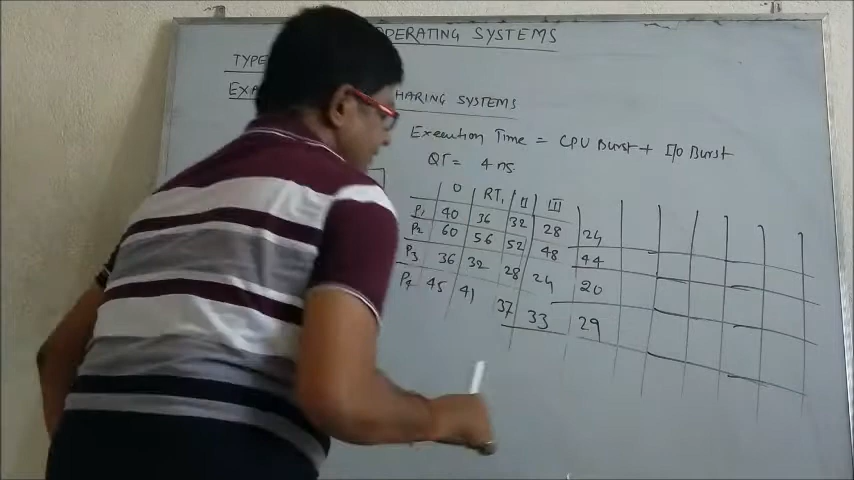 OPERATING SYSTEMS
TYPE
EXA HARING SYSTEMS
Execution Time = CPU Burst + I/O Burst
QT = 4 ns.
0 RT1 II III
P1 40 36 32 28 24
P2 60 56 52 48 44
P3 36 32 28 24 20
P4 45 41 37 33 29